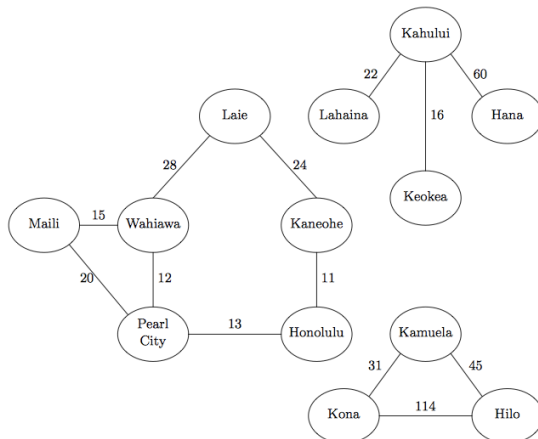 Kahului
22
60
Lahaina
16
Hana
Laie
28
24
Keokea
Maili
15
Wahiawa
Kaneohe
20
12
11
Pearl
City
13
Honolulu
Kamuela
31
45
Kona
114
Hilo